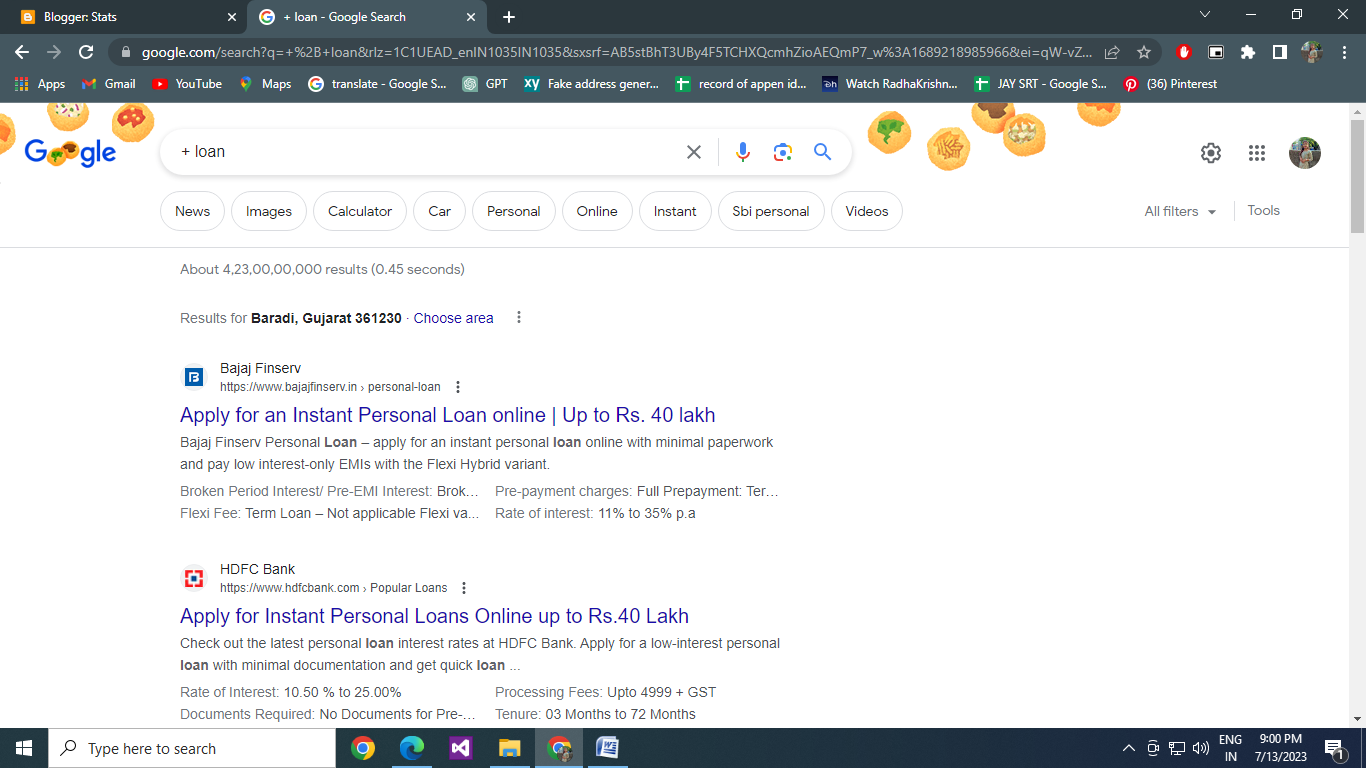 Blogger: Stats
+ loan - Google Search
google.com/search?q=+%2B+loan&rlz=1C1UEAD_enIN1035IN1035&sxsrf=AB5stBhT3UBy4F5TCHXQcmhZioAEQmP7_w%3A1689218985966&ei=qW-vZ...
Apps Gmail YouTube Maps translate - Google S... GPT Fake address gener... record of appen id... Watch RadhaKrishn... JAY SRT - Google S... (36) Pinterest
Google
+ loan
News Images Calculator Car Personal Online Instant Sbi personal Videos All filters Tools
About 4,23,00,00,000 results (0.45 seconds)
Results for Baradi, Gujarat 361230 · Choose area
Bajaj Finserv
https://www.bajajfinserv.in › personal-loan
Apply for an Instant Personal Loan online | Up to Rs. 40 lakh
Bajaj Finserv Personal Loan – apply for an instant personal loan online with minimal paperwork
and pay low interest-only EMIs with the Flexi Hybrid variant.
Broken Period Interest/ Pre-EMI Interest: Brok... Pre-payment charges: Full Prepayment: Ter...
Flexi Fee: Term Loan – Not applicable Flexi va... Rate of interest: 11% to 35% p.a
HDFC Bank
https://www.hdfcbank.com › Popular Loans
Apply for Instant Personal Loans Online up to Rs.40 Lakh
Check out the latest personal loan interest rates at HDFC Bank. Apply for a low-interest personal
loan with minimal documentation and get quick loan ...
Rate of Interest: 10.50 % to 25.00% Processing Fees: Upto 4999 + GST
Documents Required: No Documents for Pre-... Tenure: 03 Months to 72 Months
Type here to search
ENG
IN
9:00 PM
7/13/2023
1